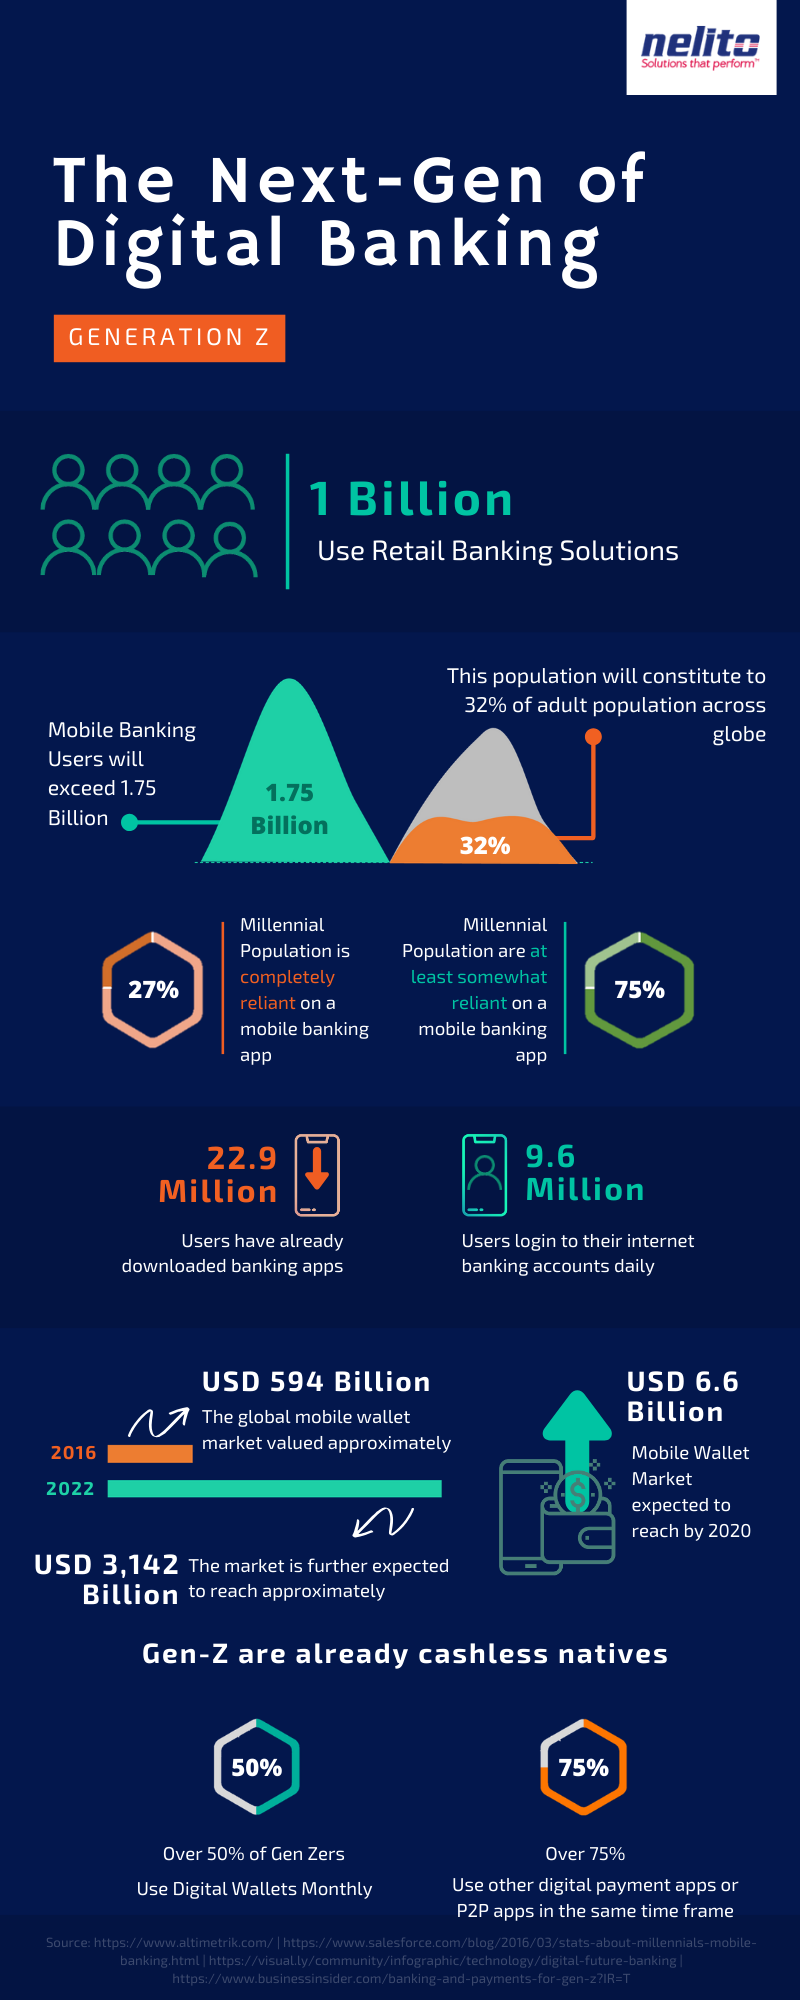 nelito
Solutions that perform™
The Next-Gen of
Digital Banking
GENERATION Z
1 Billion
Use Retail Banking Solutions
This population will constitute to
32% of adult population across
globe
Mobile Banking
Users will
exceed 1.75
Billion
1.75
Billion
32%
27%
Millennial
Population is
completely
reliant on a
mobile banking
app
Millennial
Population are at
least somewhat
reliant on a
mobile banking
app
75%
22.9
Million
Users have already
downloaded banking apps
9.6
Million
Users login to their internet
banking accounts daily
USD 594 Billion
The global mobile wallet
market valued approximately
2016
2022
USD 3,142
Billion
The market is further expected
to reach approximately
USD 6.6
Billion
Mobile Wallet
Market
expected to
reach by 2020
$
Gen-Z are already cashless natives
50%
Over 50% of Gen Zers
Use Digital Wallets Monthly
75%
Over 75%
Use other digital payment apps or
P2P apps in the same time frame
Source: https://www.altimetrik.com/ | https://www.salesforce.com/blog/2016/03/stats-about-millennials-mobile-
banking.html | https://visual.ly/community/infographic/technology/digital-future-banking |
https://www.businessinsider.com/banking-and-payments-for-gen-z?IR=T